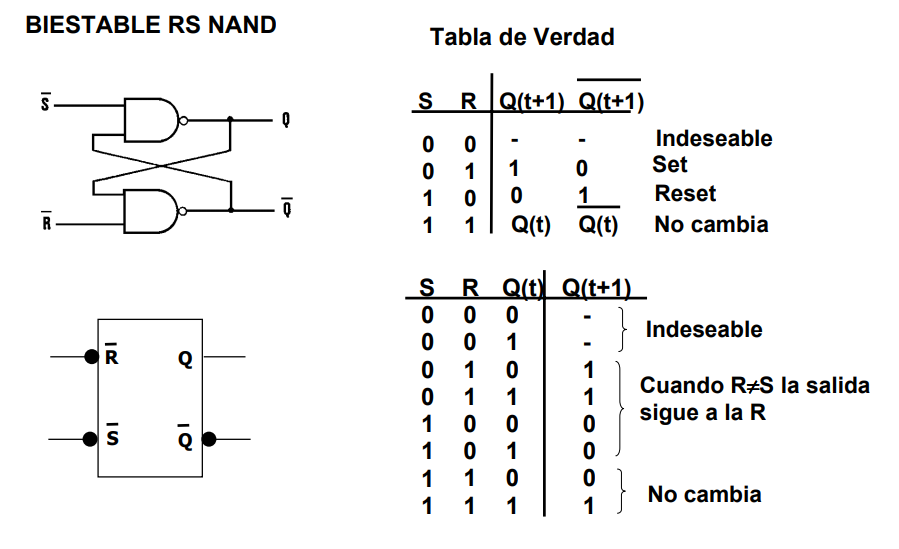 BIESTABLE RS NAND
S̅
Q
R̅
Q̅
R̅ Q
S̅ Q̅
Tabla de Verdad
S R Q(t+1) Q̅(̅t̅+̅1̅)̅
0 0 - - Indeseable
0 1 1 0 Set
1 0 0 1 Reset
1 1 Q(t) Q̅(̅t̅)̅ No cambia
S R Q(t) Q(t+1)
0 0 0 -
Indeseable
0 0 1 -
0 1 0 1
Cuando R≠S la salida
0 1 1 1
sigue a la R
1 0 0 0
1 0 1 0
1 1 0 0
No cambia
1 1 1 1